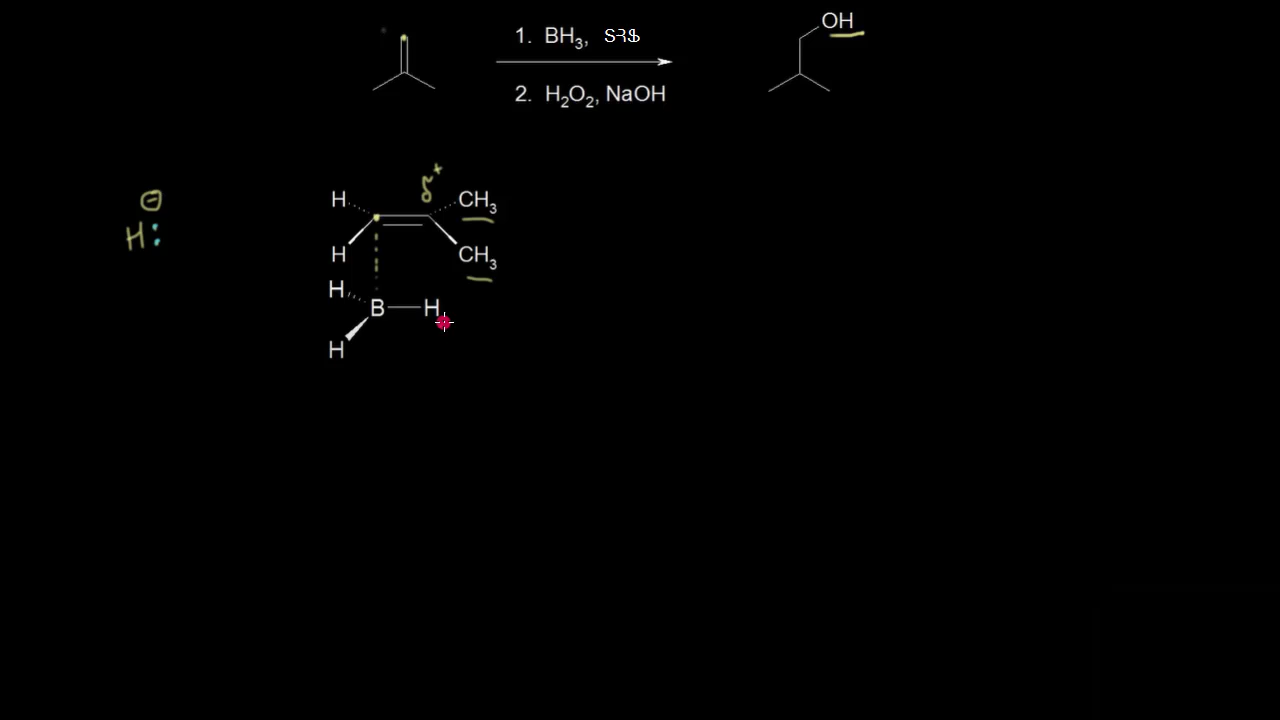 OH
1. BH3,
2. H2O2, NaOH
δ+
⊖
H CH3
H:
H CH3
H
B H
H